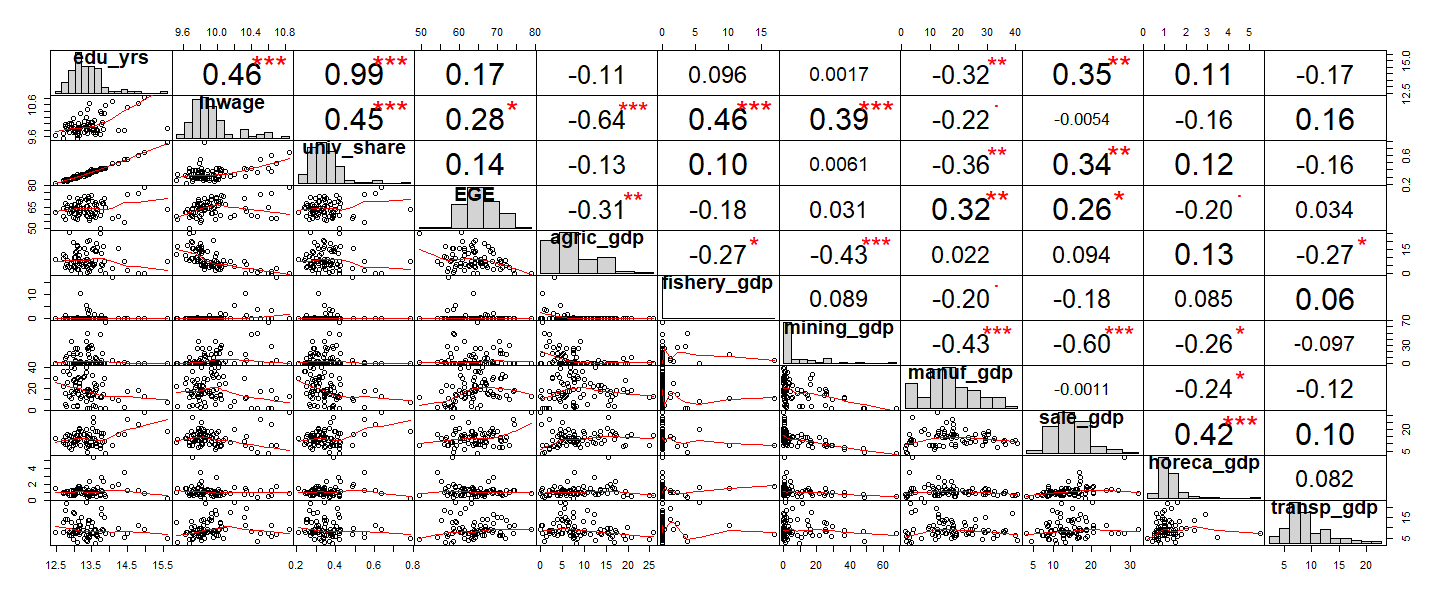 9.6 10.0 10.4 10.8 50 60 70 80 0 5 10 15 0 10 20 30 40 0 1 2 3 4 5
edu_yrs 0.46*** 0.99*** 0.17 -0.11 0.096 0.0017 -0.32** 0.35** 0.11 -0.17 12.5 15.0
9.6 10.6 lnwage 0.45*** 0.28* -0.64*** 0.46*** 0.39*** -0.22. -0.0054 -0.16 0.16
univ_share 0.14 -0.13 0.10 0.0061 -0.36** 0.34** 0.12 -0.16 0.2 0.6
50 65 80 EGE -0.31** -0.18 0.031 0.32** 0.26* -0.20. 0.034
agric_gdp -0.27* -0.43*** 0.022 0.094 0.13 -0.27* 0 15
0 10 fishery_gdp 0.089 -0.20. -0.18 0.085 0.06
mining_gdp -0.43*** -0.60*** -0.26* -0.097 0 30 70
0 20 40 manuf_gdp -0.0011 -0.24* -0.12
sale_gdp 0.42*** 0.10 5 20
0 2 4 horeca_gdp 0.082
transp_gdp 5 15
12.5 13.5 14.5 15.5 0.2 0.4 0.6 0.8 0 5 10 15 20 25 0 20 40 60 5 10 20 30 5 10 15 20